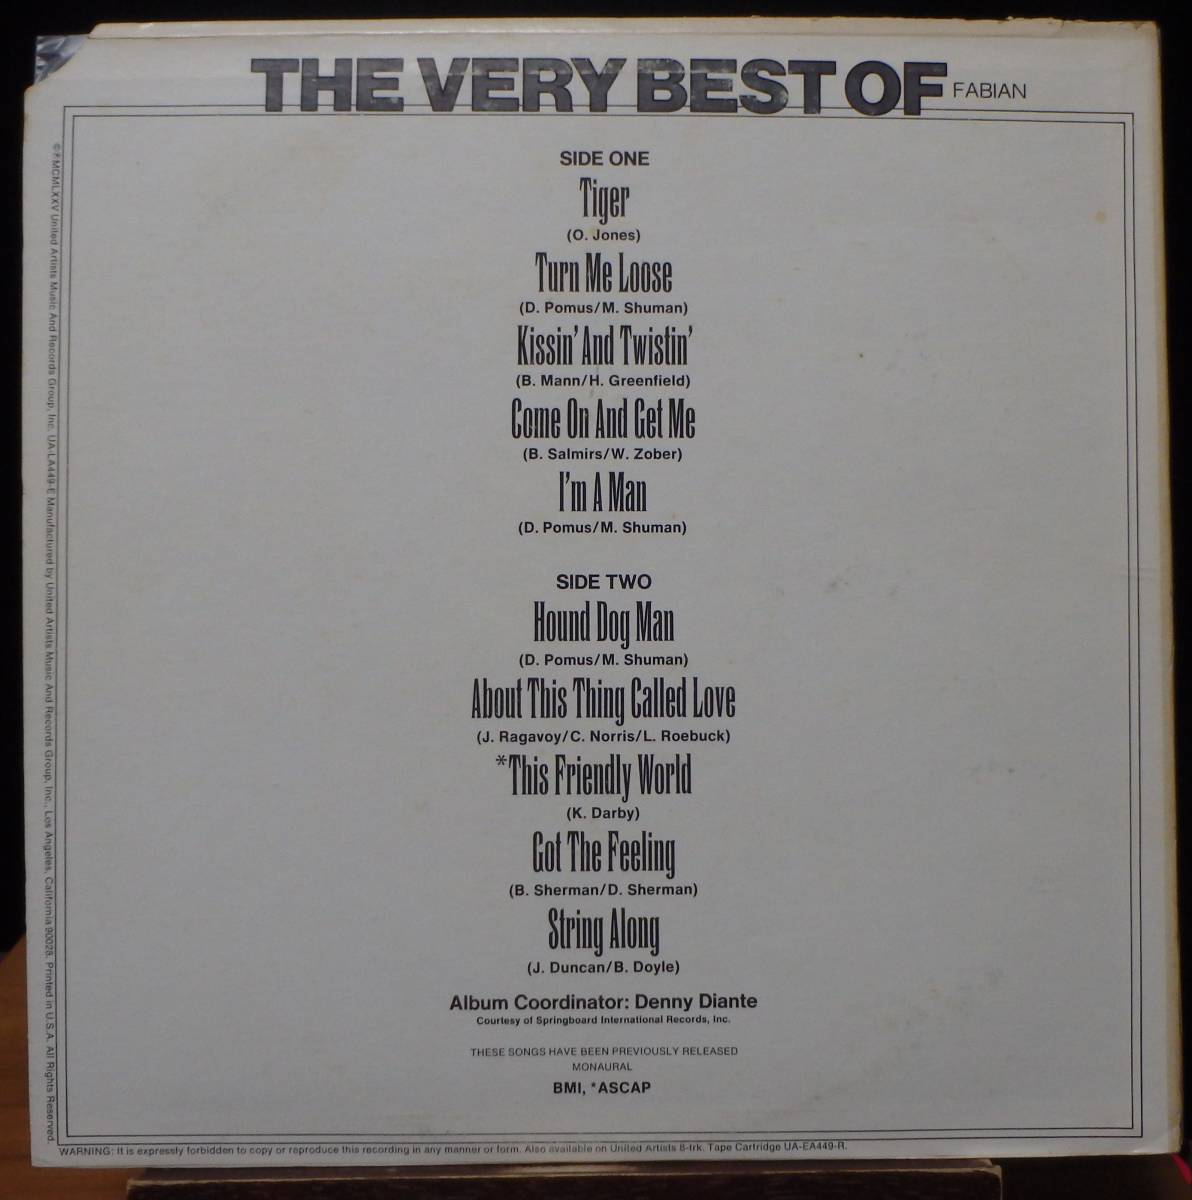 THE VERY BEST OF FABIAN
SIDE ONE
Tiger
(O. Jones)
Turn Me Loose
(D. Pomus/M. Shuman)
Kissin' And Twistin'
(B. Mann/H. Greenfield)
Come On And Get Me
(B. Salmirs/W. Zober)
I'm A Man
(D. Pomus/M. Shuman)
SIDE TWO
Hound Dog Man
(D. Pomus/M. Shuman)
About This Thing Called Love
(J. Ragavoy/C. Norris/L. Roebuck)
*This Friendly World
(K. Darby)
Got The Feeling
(B. Sherman/D. Sherman)
String Along
(J. Duncan/B. Doyle)
Album Coordinator: Denny Diante
Courtesy of Springboard International Records, Inc.
THESE SONGS HAVE BEEN PREVIOUSLY RELEASED
MONAURAL
BMI, *ASCAP
WARNING: It is expressly forbidden to copy or reproduce this recording in any manner or form. Also available on United Artists 8-trk. Tape Cartridge UA-EA449-H.
©℗ MCMLXXV United Artists Music And Records Group, Inc. UA-LA449-E Manufactured by United Artists Music And Records Group, Inc., Los Angeles, California 90028. Printed in U.S.A. All Rights Reserved.